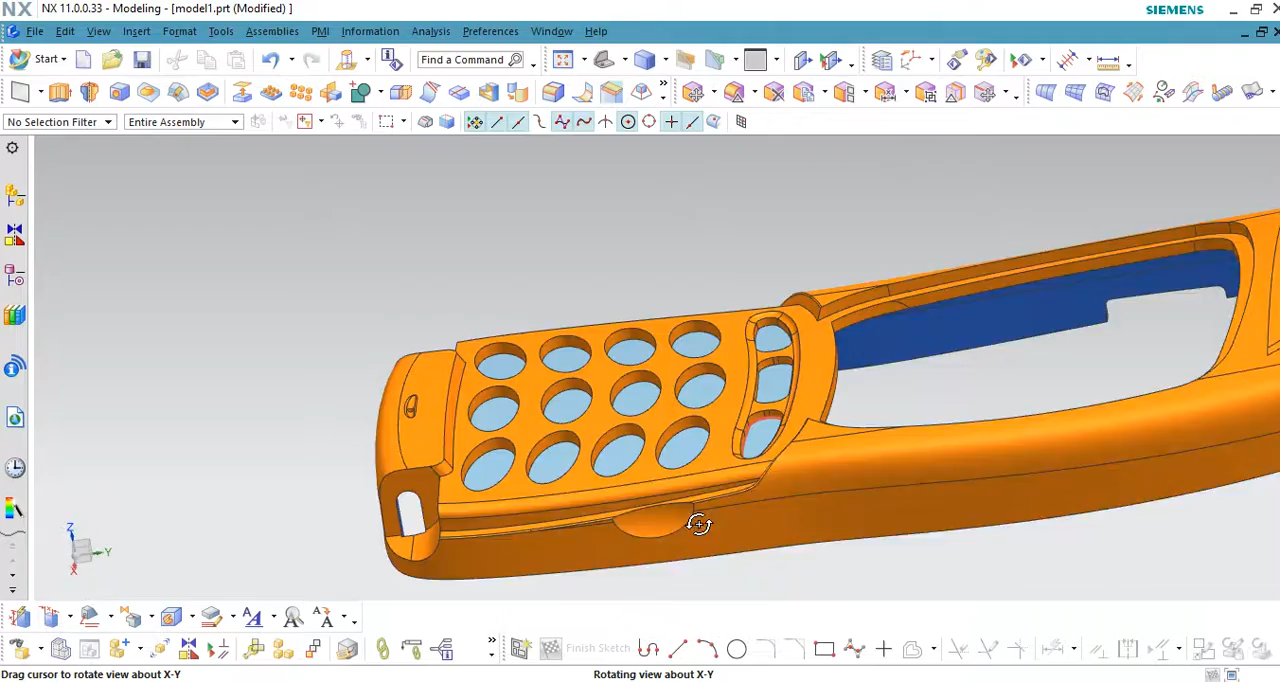 NX NX 11.0.0.33 - Modeling - [model1.prt (Modified) ] SIEMENS
File Edit View Insert Format Tools Assemblies PMI Information Analysis Preferences Window Help
Start Find a Command
No Selection Filter Entire Assembly
Z
Y
X
Finish Sketch
Drag cursor to rotate view about X-Y Rotating view about X-Y